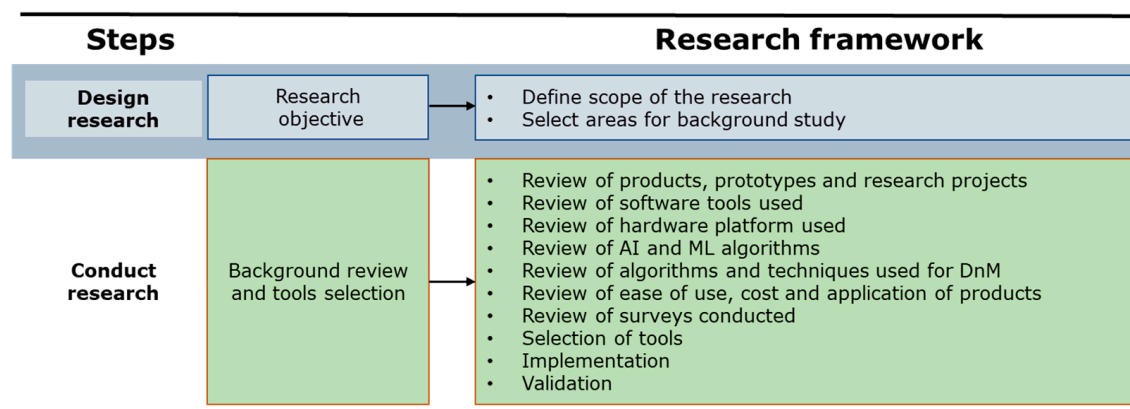 Steps
Research framework
Design
research
Research
objective
• Define scope of the research
• Select areas for background study
Conduct
research
Background review
and tools selection
• Review of products, prototypes and research projects
• Review of software tools used
• Review of hardware platform used
• Review of AI and ML algorithms
• Review of algorithms and techniques used for DnM
• Review of ease of use, cost and application of products
• Review of surveys conducted
• Selection of tools
• Implementation
• Validation